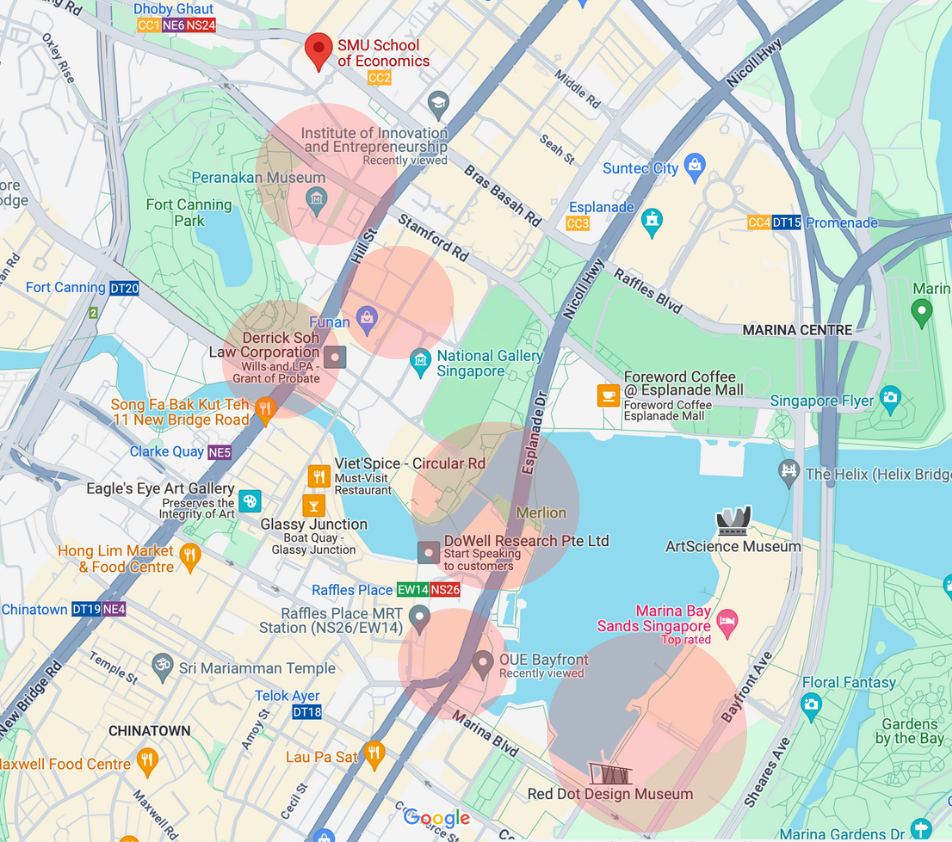 ng Rd
Dhoby Ghaut
CC1 NE6 NS24
Oxley Rise
SMU School
of Economics
CC2
Nicoll Hwy
Middle Rd
Institute of Innovation
and Entrepreneurship
Recently viewed
Seah St
Peranakan Museum
Suntec City
ore
odge
Fort Canning
Park
Bras Basah Rd
Esplanade
CC3
CC4 DT15 Promenade
Hill St
Stamford Rd
an Rd
Fort Canning DT20
2
Nicoll Hwy
Raffles Blvd
Marin
Funan
MARINA CENTRE
Derrick Soh
Law Corporation
Wills and LPA -
Grant of Probate
National Gallery
Singapore
Foreword Coffee
@ Esplanade Mall
Foreword Coffee
Esplanade Mall
Singapore Flyer
Song Fa Bak Kut Teh
11 New Bridge Road
Esplanade Dr
Clarke Quay NE5
Viet'Spice - Circular Rd
Must-Visit
Restaurant
The Helix (Helix Bridge
Eagle's Eye Art Gallery
Preserves the
Integrity of Art
Glassy Junction
Boat Quay -
Glassy Junction
Merlion
DoWell Research Pte Ltd
Start Speaking
to customers
ArtScience Museum
Hong Lim Market
& Food Centre
Raffles Place EW14 NS26
Chinatown DT19 NE4
Raffles Place MRT
Station (NS26/EW14)
Marina Bay
Sands Singapore
Top rated
Temple St
Sri Mariamman Temple
OUE Bayfront
Recently viewed
New Bridge Rd
Telok Ayer
DT18
Bayfront Ave
Floral Fantasy
CHINATOWN
Amoy St
Marina Blvd
Gardens
by the Bay
Maxwell Food Centre
Lau Pa Sat
Sheares Ave
Red Dot Design Museum
Maxwell Rd
Cecil St
Google
Marina Gardens Dr